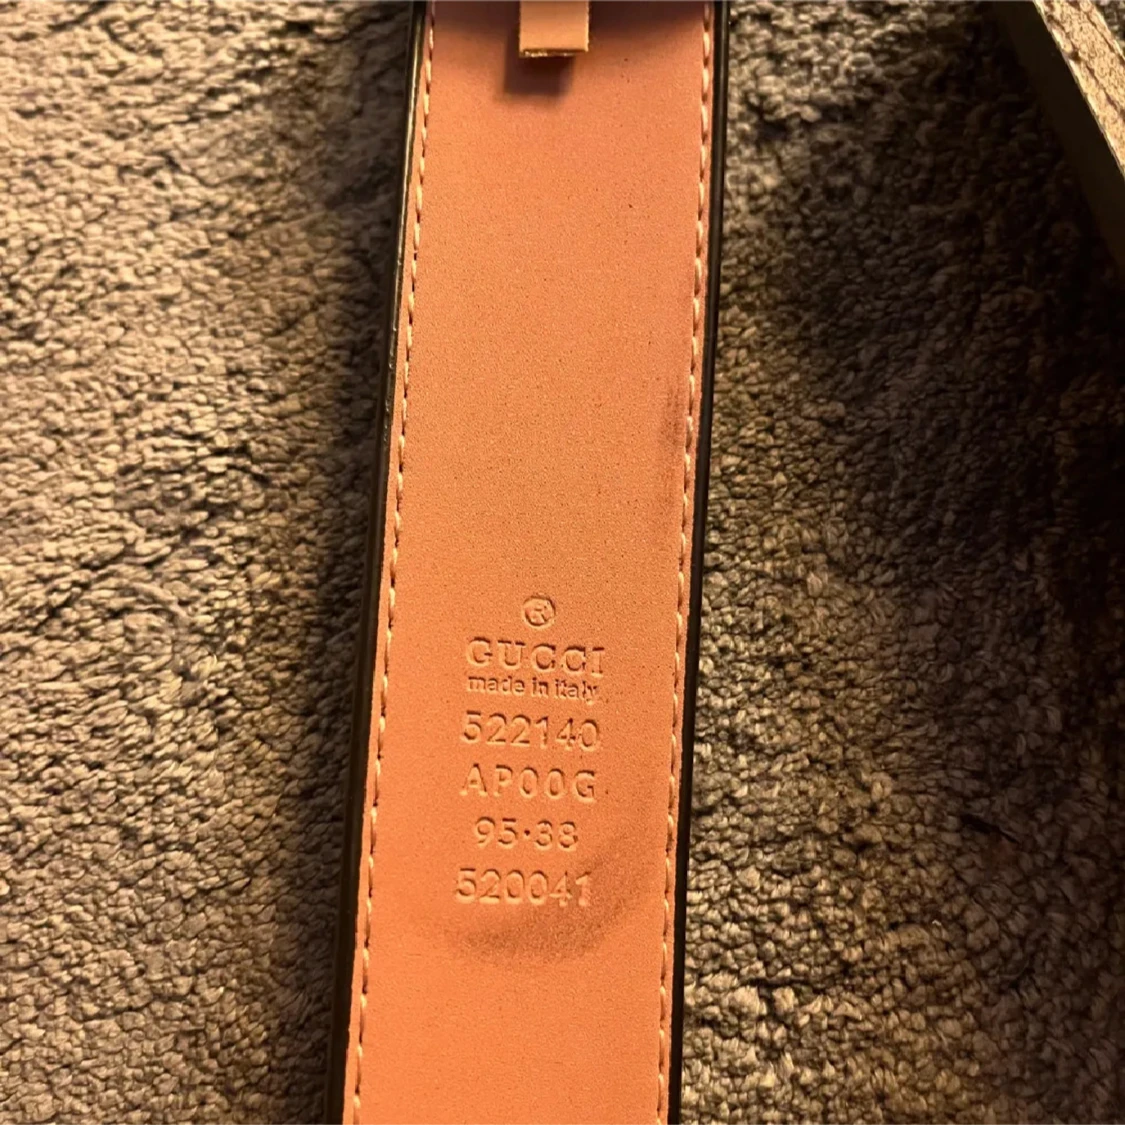 ®
GUCCI
made in italy
522140
AP00G
95·38
520041